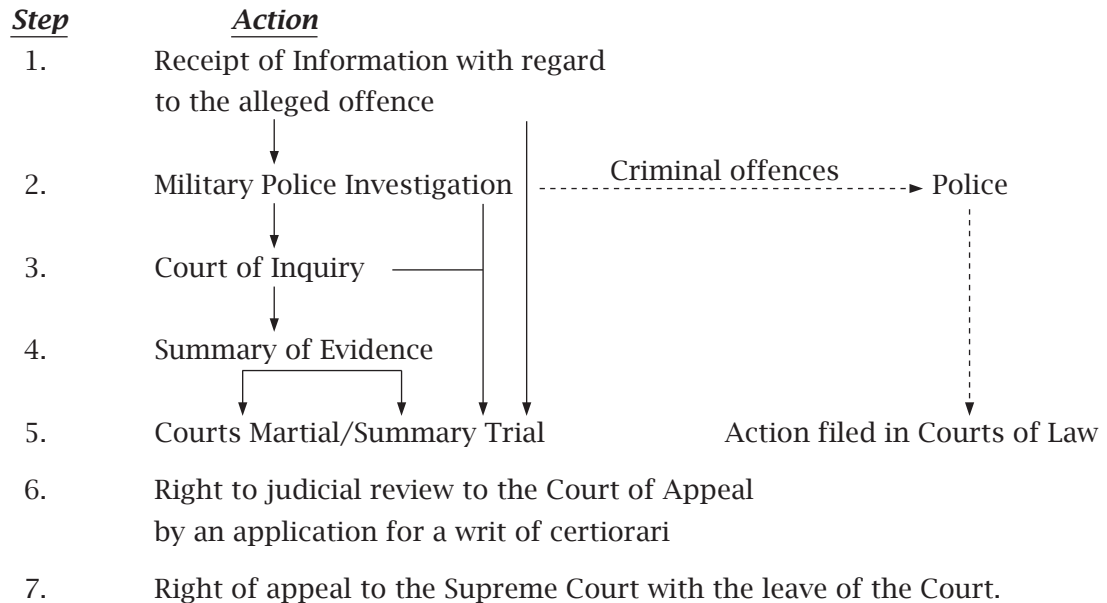 Step Action
1. Receipt of Information with regard
to the alleged offence
2. Military Police Investigation Criminal offences Police
3. Court of Inquiry
4. Summary of Evidence
5. Courts Martial/Summary Trial Action filed in Courts of Law
6. Right to judicial review to the Court of Appeal
by an application for a writ of certiorari
7. Right of appeal to the Supreme Court with the leave of the Court.